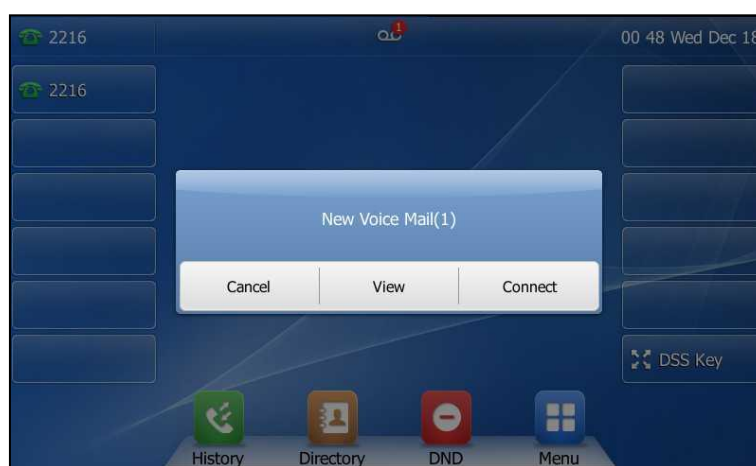 2216
1
00 48 Wed Dec 18
2216
New Voice Mail(1)
Cancel View Connect
DSS Key
History Directory DND Menu